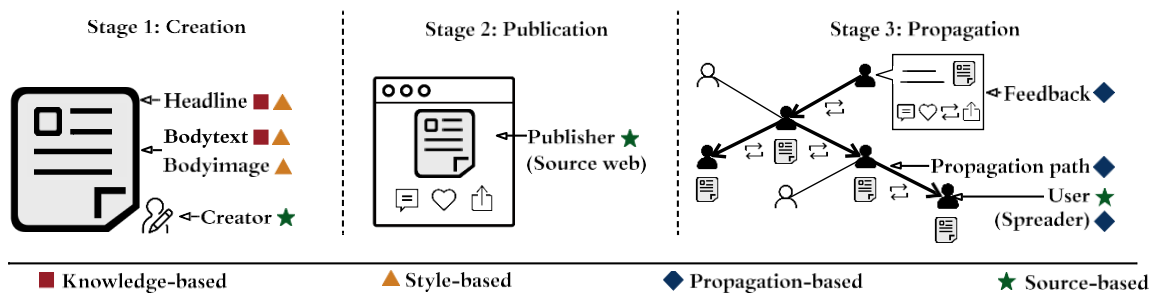 Stage 1: Creation
Stage 2: Publication
Stage 3: Propagation
Headline
Bodytext
Bodyimage
Creator
Publisher
(Source web)
Feedback
Propagation path
User
(Spreader)
Knowledge-based
Style-based
Propagation-based
Source-based